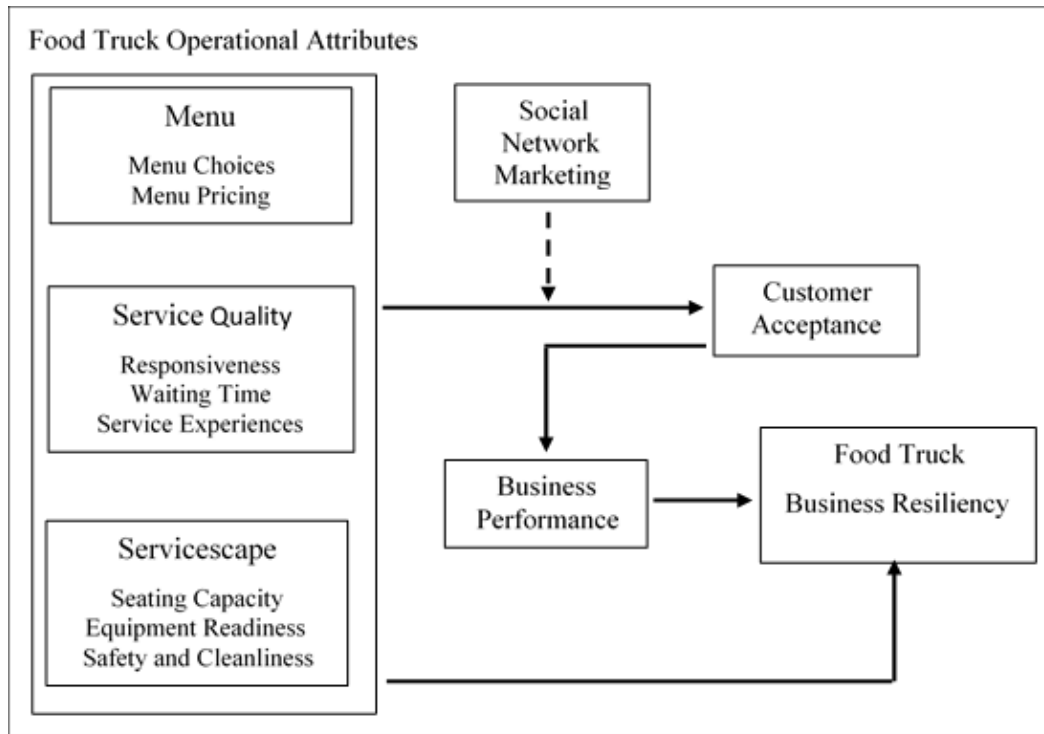 Food Truck Operational Attributes
Menu
Menu Choices
Menu Pricing
Service Quality
Responsiveness
Waiting Time
Service Experiences
Servicescape
Seating Capacity
Equipment Readiness
Safety and Cleanliness
Social
Network
Marketing
Customer
Acceptance
Business
Performance
Food Truck
Business Resiliency